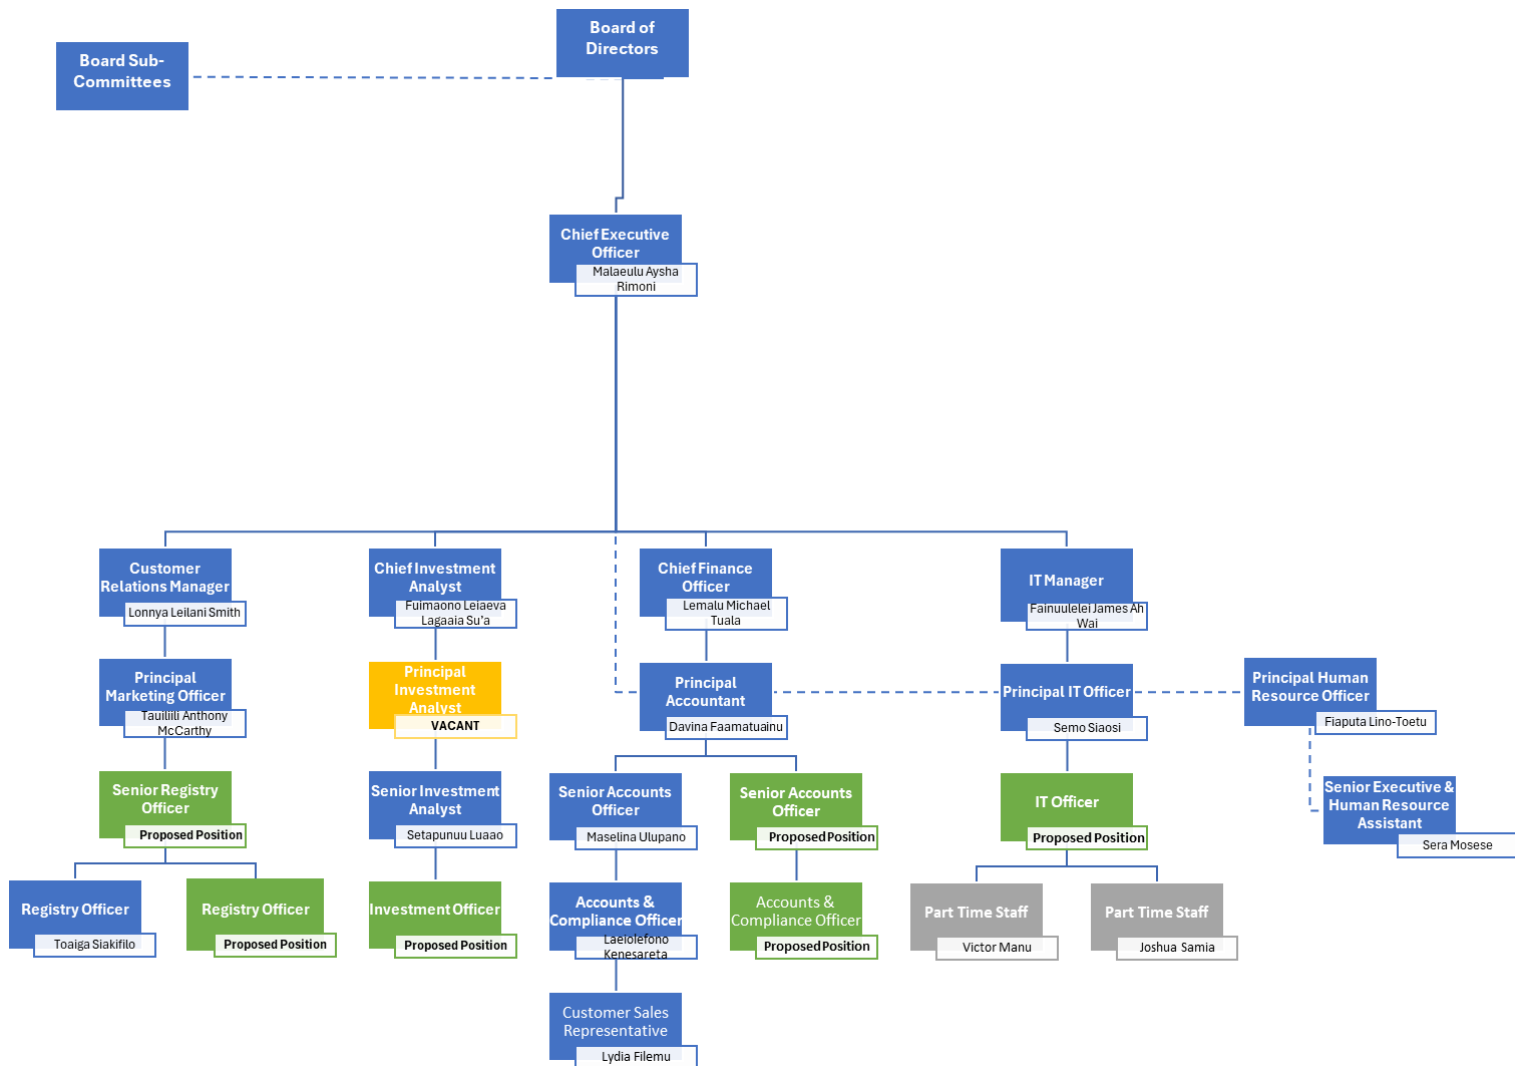 Board of
Directors
Board Sub-
Committees
Chief Executive
Officer
Malaeulu Aysha
Rimoni
Customer
Relations Manager
Lonnya Leilani Smith
Chief Investment
Analyst
Fuimaono Leiaeva
Lagaaia Su'a
Chief Finance
Officer
Lemalu Michael
Tuala
IT Manager
Fainuulelei James Ah
Wai
Principal
Marketing Officer
Tauiliili Anthony
McCarthy
Principal
Investment
Analyst
VACANT
Principal
Accountant
Davina Faamatuainu
Principal IT Officer
Semo Siaosi
Principal Human
Resource Officer
Fiaputa Lino-Toetu
Senior Registry
Officer
Proposed Position
Senior Investment
Analyst
Setapunuu Luaao
Senior Accounts
Officer
Maselina Ulupano
Senior Accounts
Officer
Proposed Position
IT Officer
Proposed Position
Senior Executive &
Human Resource
Assistant
Sera Mosese
Registry Officer
Toaiga Siakifilo
Registry Officer
Proposed Position
Investment Officer
Proposed Position
Accounts &
Compliance Officer
Laeiolefono
Kenesareta
Accounts &
Compliance Officer
Proposed Position
Part Time Staff
Victor Manu
Part Time Staff
Joshua Samia
Customer Sales
Representative
Lydia Filemu